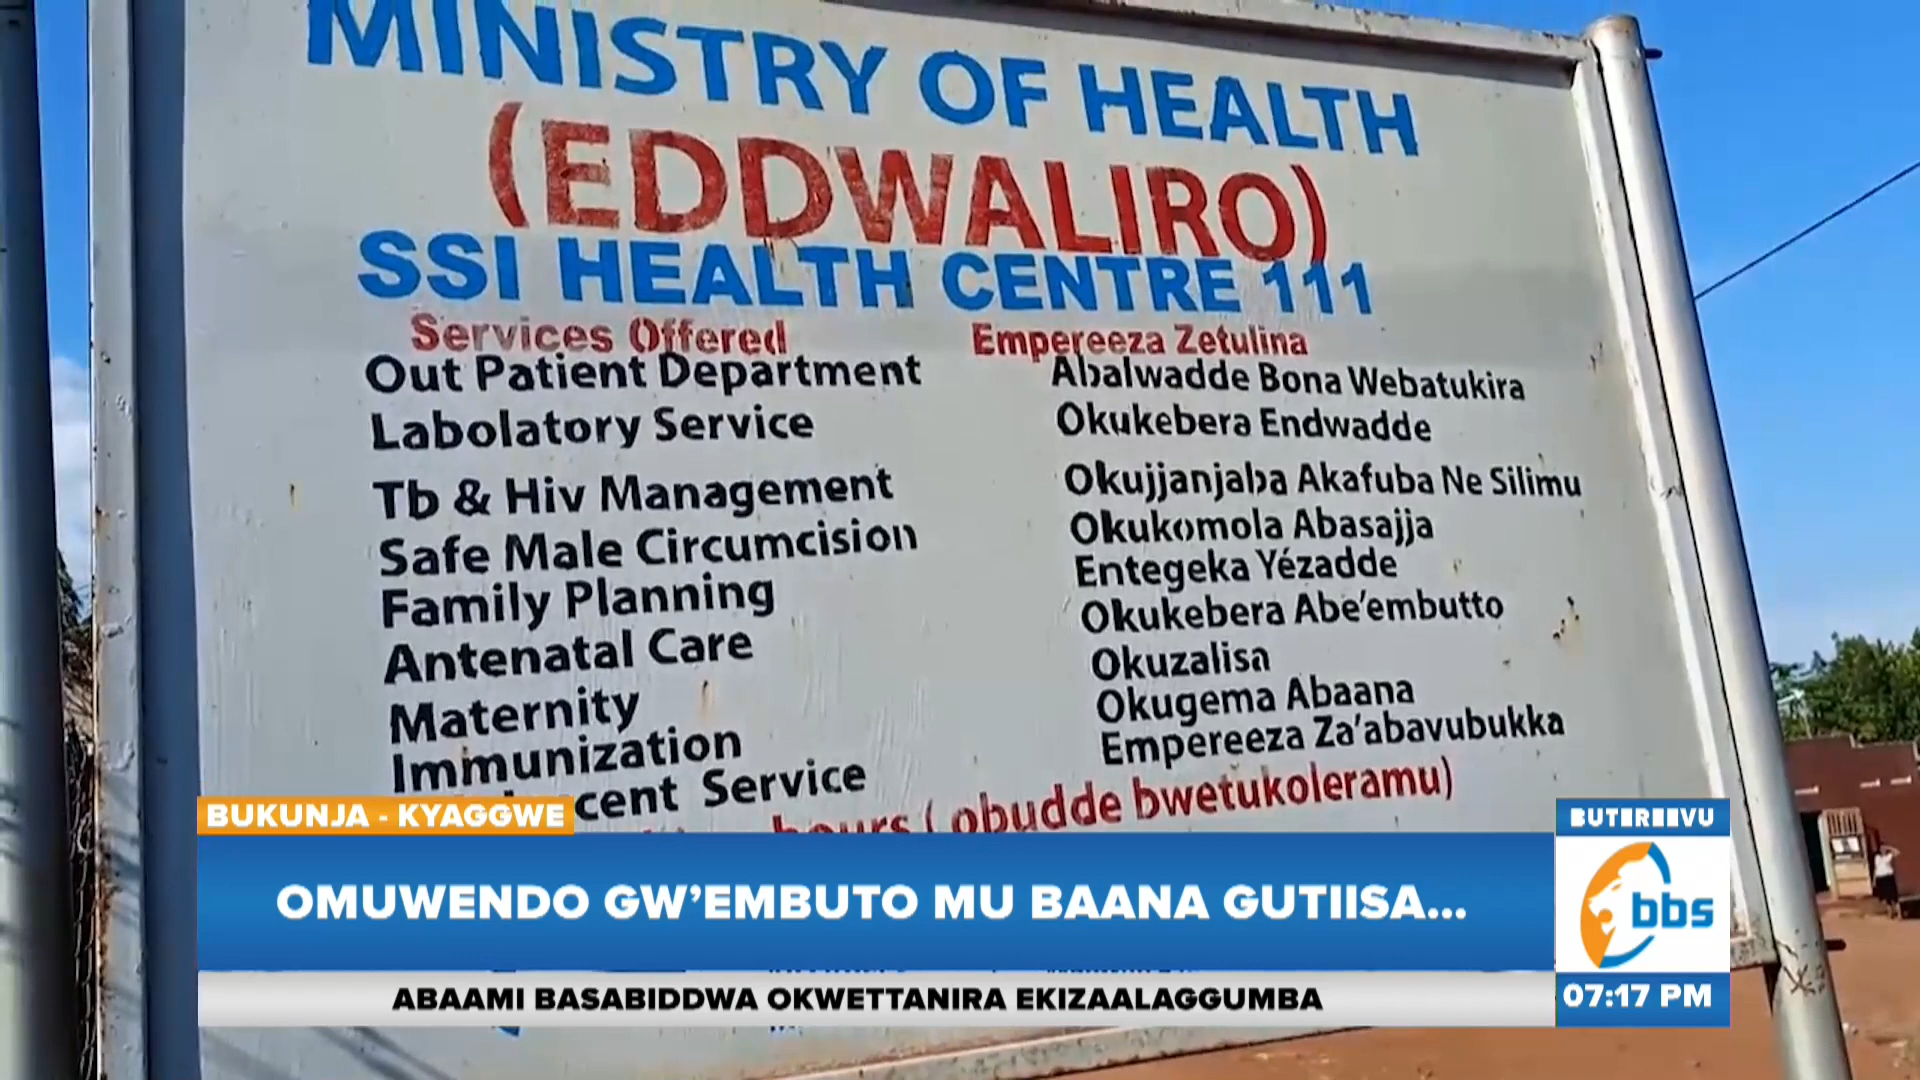 MINISTRY OF HEALTH
(EDDWALIRO)
SSI HEALTH CENTRE 111
Services Offered
Empereeza Zetulina
Out Patient Department
Abalwadde Bona Webatukira
Labolatory Service
Okukebera Endwadde
Tb & Hiv Management
Okujjanjaba Akafuba Ne Silimu
Safe Male Circumcision
Okukomola Abasajja
Family Planning
Entegeka Yézadde
Antenatal Care
Okukebera Abe'embutto
Maternity
Okuzalisa
Immunization
Okugema Abaana
Service
Empereeza Za'abavubukka
hours ( obudde bwetukoleramu)
BUKUNJA - KYAGGWE
OMUWENDO GW'EMBUTO MU BAANA GUTIISA...
ABAAMI BASABIDDWA OKWETTANIRA EKIZAALAGGUMBA
BUTEREEVU
bbs
07:17 PM